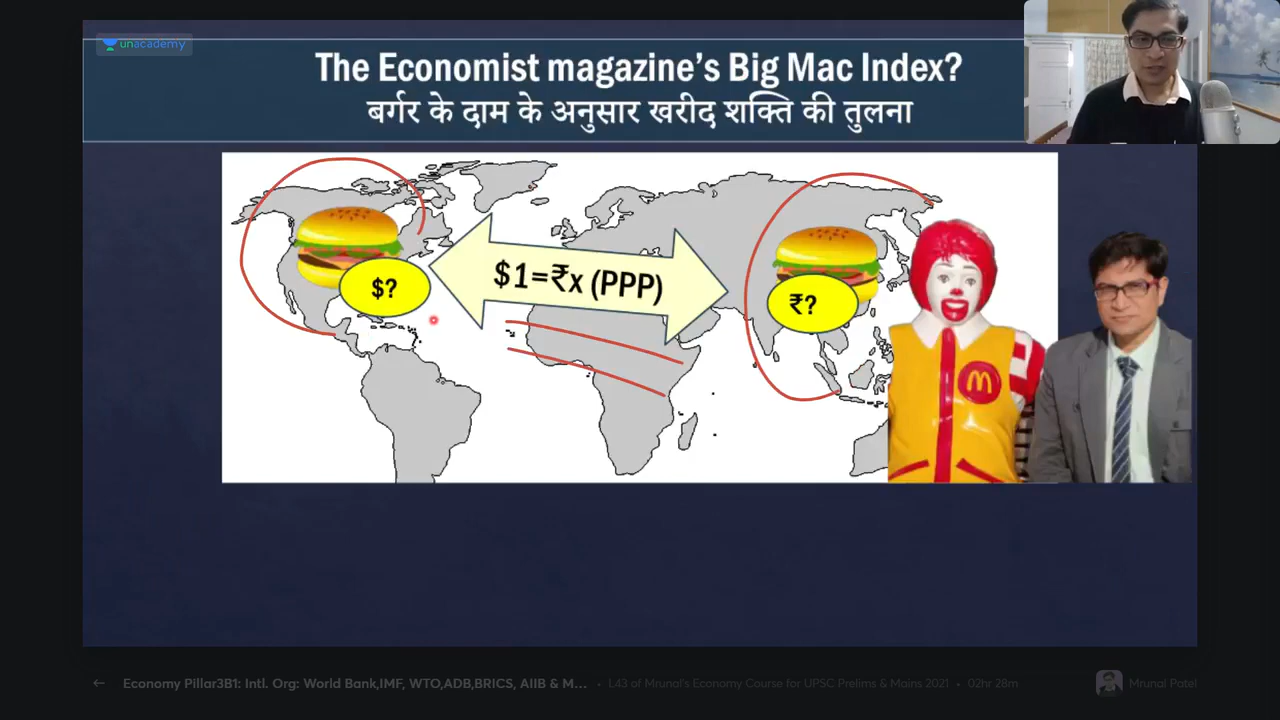 unacademy
The Economist magazine's Big Mac Index?
बर्गर के दाम के अनुसार खरीद शक्ति की तुलना
$1=₹x (PPP)
$?
₹?
M
Economy Pillar3B1: Intl. Org: World Bank,IMF, WTO,ADB,BRICS, AIIB & M... • L43 of Mrunal's Economy Course for UPSC Prelims & Mains 2021 • 02hr 28m
Mrunal Patel